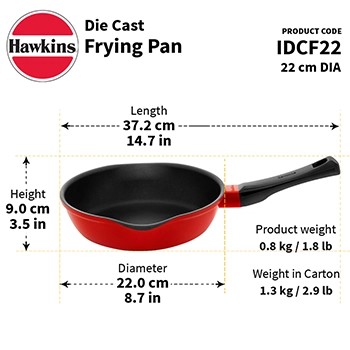 Hawkins
Die Cast
Frying Pan
PRODUCT CODE
IDCF22
22 cm DIA
Length
37.2 cm
14.7 in
Height
9.0 cm
3.5 in
Product weight
0.8 kg / 1.8 lb
Diameter
22.0 cm
8.7 in
Weight in Carton
1.3 kg / 2.9 lb